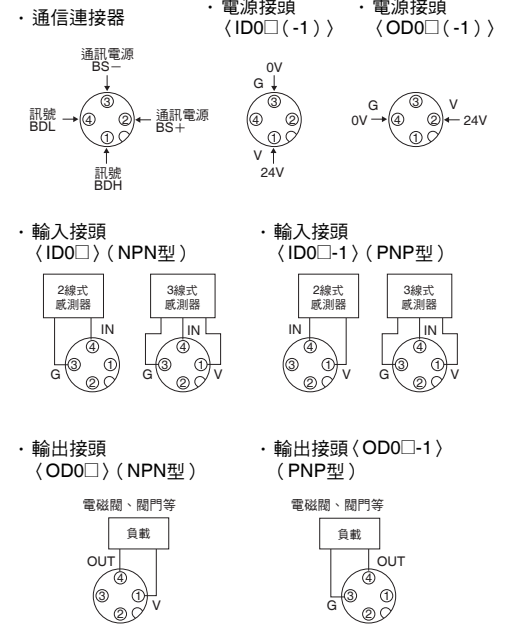 ・通信連接器
・電源接頭
〈ID0□(-1)〉
・電源接頭
〈OD0□(-1)〉
通訊電源
BS－
③
④
②
①
訊號
BDL
通訊電源
BS＋
訊號
BDH
0V
G
③
④
②
①
V
24V
G
0V
③
④
②
①
V
24V
・輸入接頭
〈ID0□〉(NPN型)
2線式
感測器
IN
④
③
①
②
G
3線式
感測器
IN
④
③
①
②
G
V
・輸入接頭
〈ID0□-1〉(PNP型)
2線式
感測器
IN
④
③
①
②
V
3線式
感測器
IN
④
③
①
②
G
V
・輸出接頭
〈OD0□〉(NPN型)
電磁閥、閥門等
負載
OUT
④
③
①
②
V
・輸出接頭〈OD0□-1〉
(PNP型)
電磁閥、閥門等
負載
OUT
④
③
①
②
G